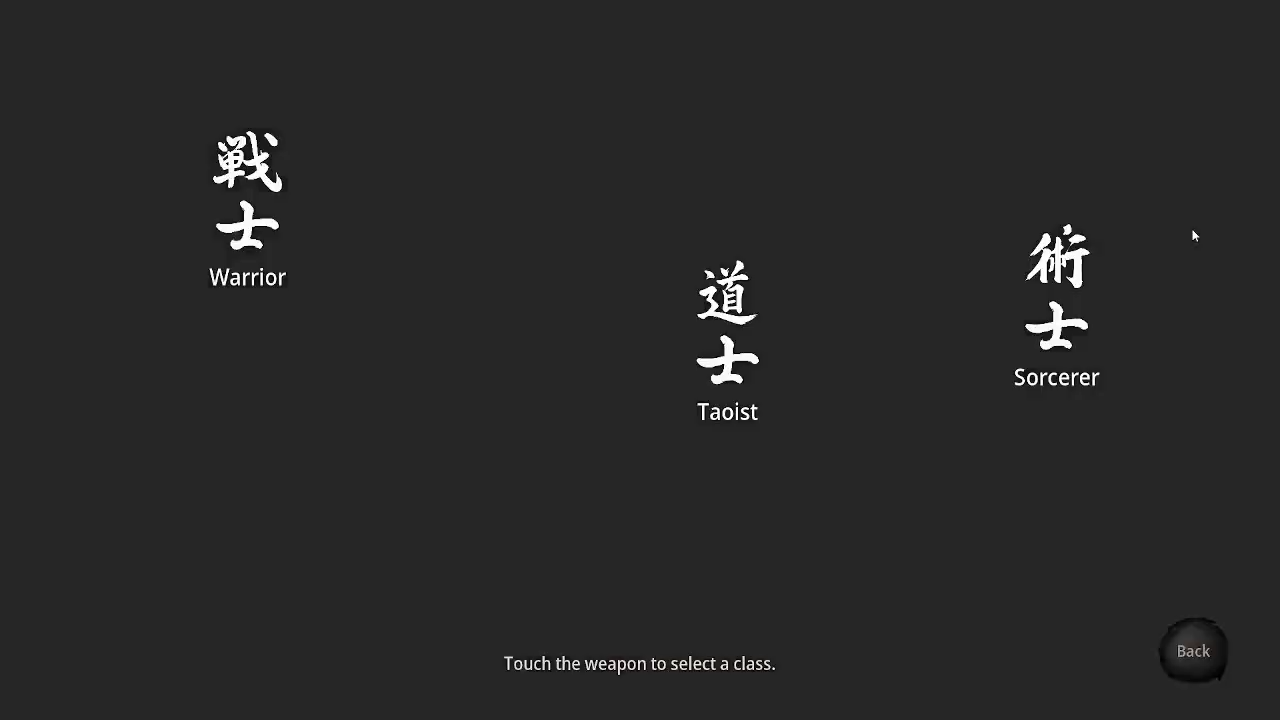 戦
士
Warrior
道
士
Taoist
術
士
Sorcerer
Touch the weapon to select a class.
Back